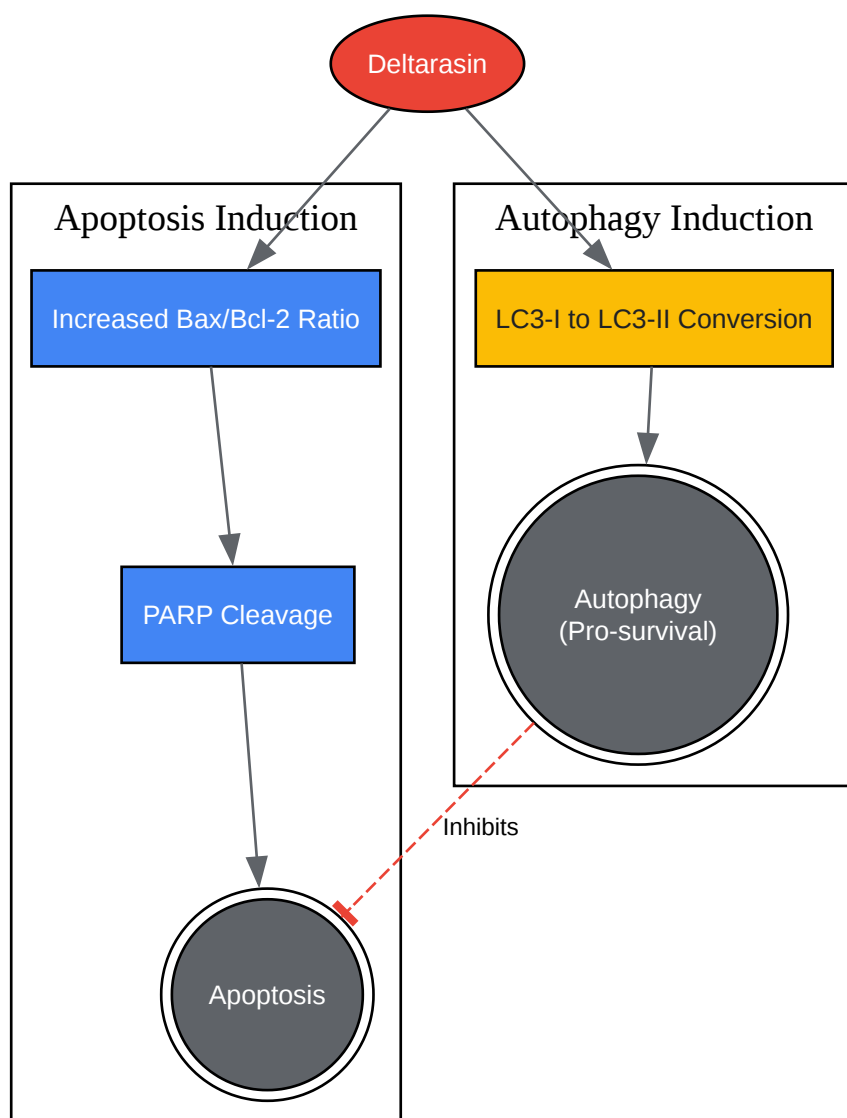 Deltarasin
Apoptosis Induction
Autophagy Induction
Increased Bax/Bcl-2 Ratio
LC3-I to LC3-II Conversion
PARP Cleavage
Autophagy
(Pro-survival)
Inhibits
Apoptosis